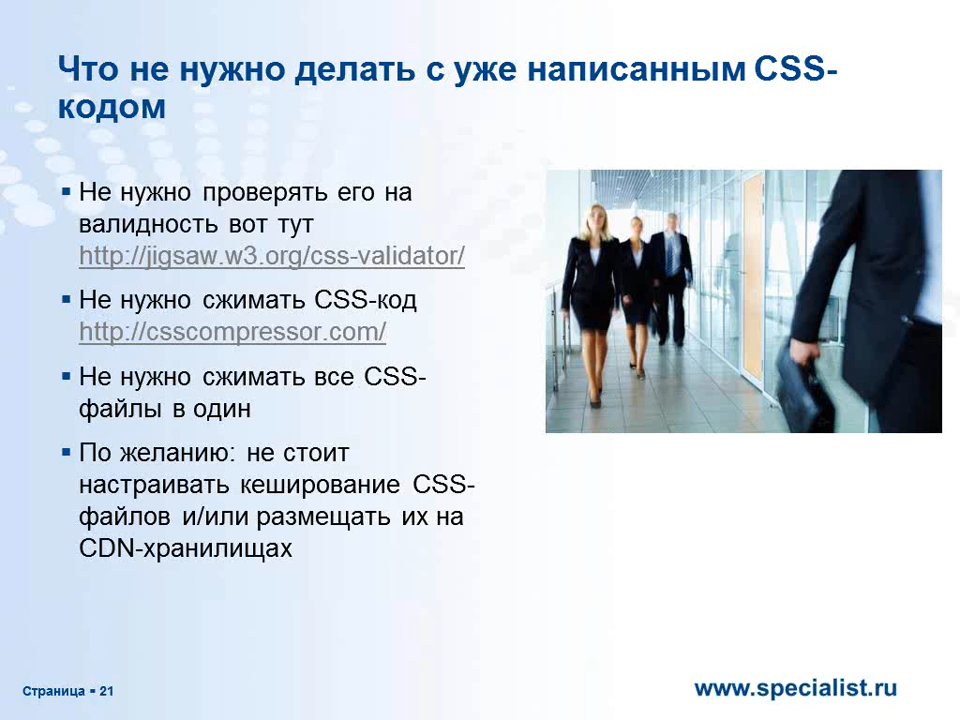 Что не нужно делать с уже написанным CSS-
кодом
▪ Не нужно проверять его на
валидность вот тут
http://jigsaw.w3.org/css-validator/
▪ Не нужно сжимать CSS-код
http://csscompressor.com/
▪ Не нужно сжимать все CSS-
файлы в один
▪ По желанию: не стоит
настраивать кеширование CSS-
файлов и/или размещать их на
CDN-хранилищах
Страница ▪ 21
www.specialist.ru